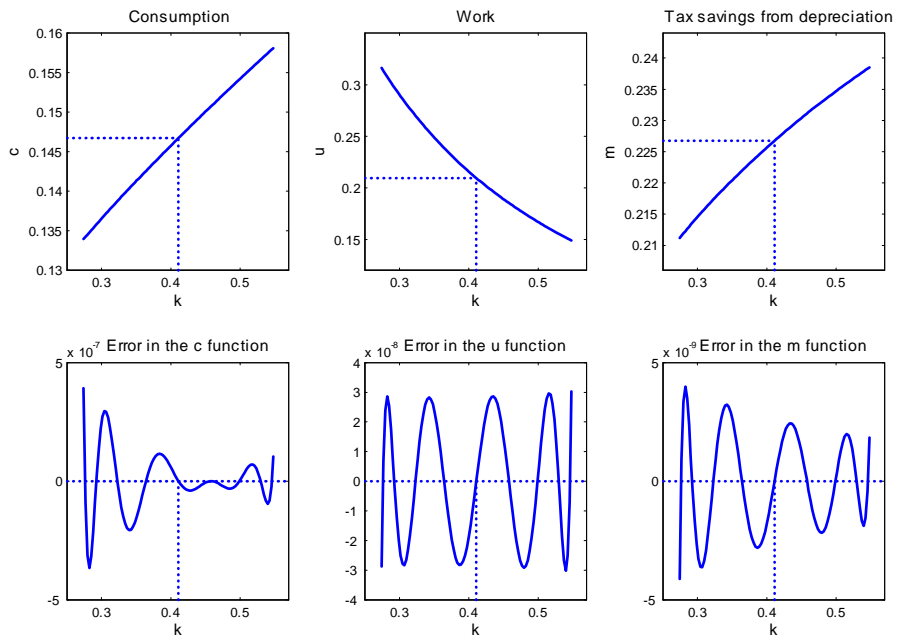 Consumption
Work
Tax savings from depreciation
0.16
0.155
0.15
0.145
0.14
0.135
0.13
c
0.3 0.4 0.5
k
0.3
0.25
0.2
0.15
u
0.3 0.4 0.5
k
0.24
0.235
0.23
0.225
0.22
0.215
0.21
m
0.3 0.4 0.5
k
x 10-7 Error in the c function
5
0
-5
0.3 0.4 0.5
k
x 10-8 Error in the u function
4
3
2
1
0
-1
-2
-3
-4
0.3 0.4 0.5
k
x 10-9 Error in the m function
5
0
-5
0.3 0.4 0.5
k